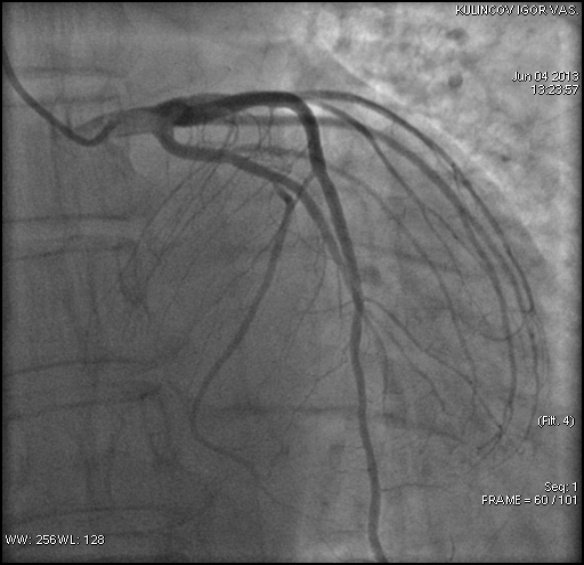 KULINCOV IGOR VAS.
Jun 04 2013
13:23:57
(Filt. 4)
Seq: 1
FRAME = 60 / 101
WW: 256WL: 128